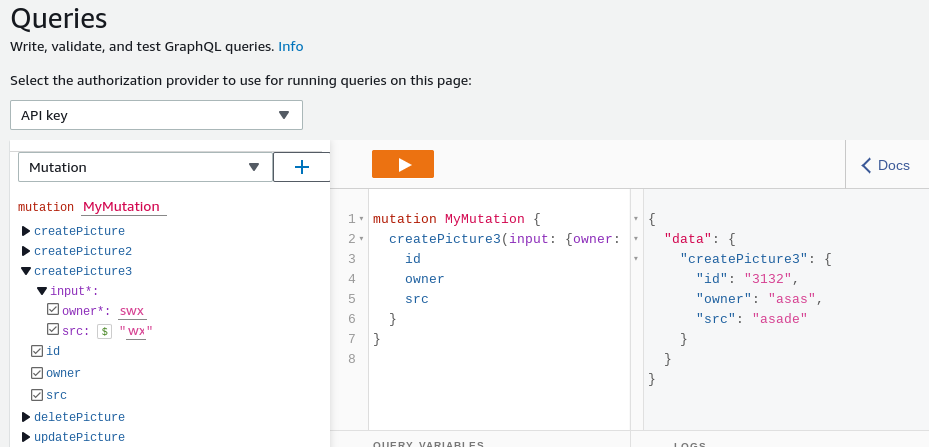 Queries
Write, validate, and test GraphQL queries. Info
Select the authorization provider to use for running queries on this page:
API key
Mutation
Docs
mutation MyMutation
createPicture
createPicture2
createPicture3
input*:
owner*: swx
src: $ "wx"
id
owner
src
deletePicture
updatePicture
1 mutation MyMutation {
2 createPicture3(input: {owner:
3 id
4 owner
5 src
6 }
7 }
8
{
"data": {
"createPicture3": {
"id": "3132",
"owner": "asas",
"src": "asade"
}
}
}
QUERY VARIABLES
LOGS